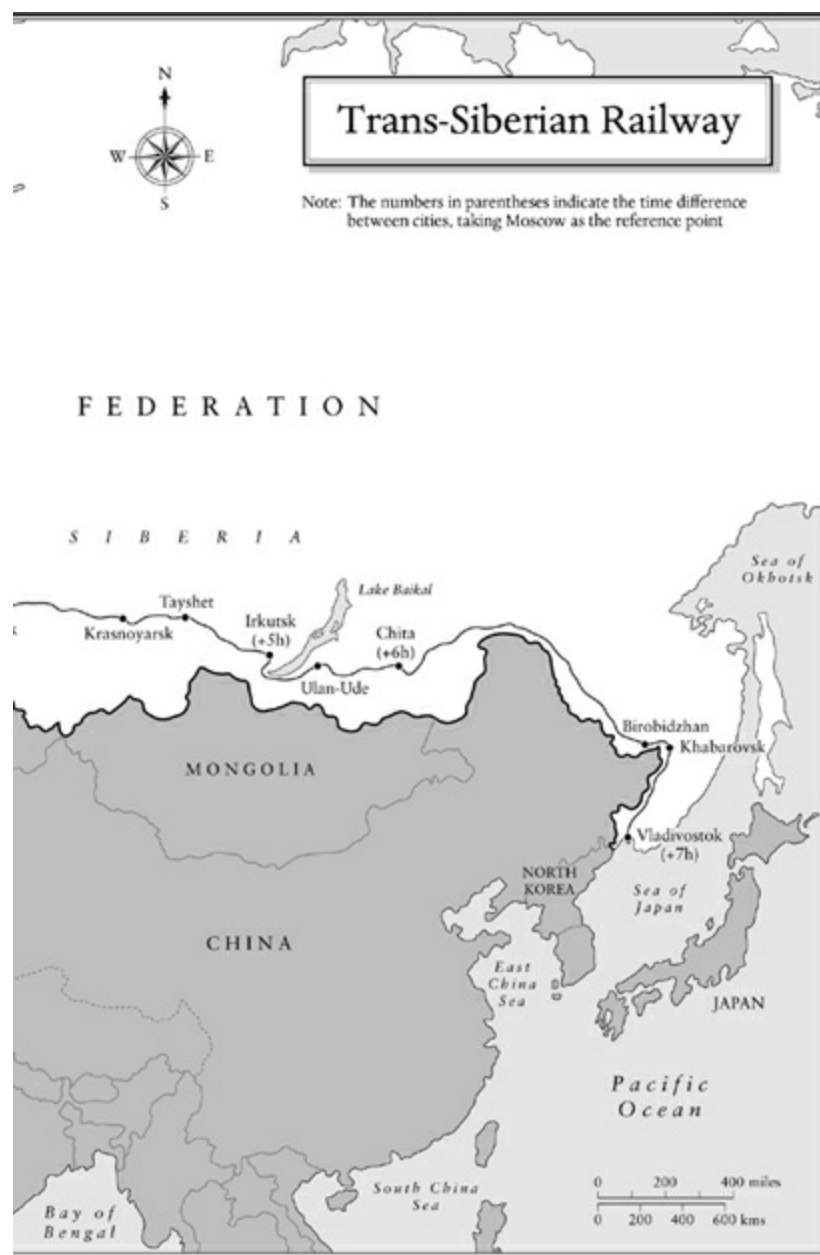 N
Trans-Siberian Railway
W E
S
Note: The numbers in parentheses indicate the time difference
between cities, taking Moscow as the reference point
FEDERATION
SIBERIA
Sea of
Okhotsk
Lake Baikal
Tayshet
Krasnoyarsk
Irkutsk
(+5h)
Chita
(+6h)
Ulan-Ude
Birobidzhan
Khabarovsk
MONGOLIA
Vladivostok
(+7h)
NORTH
KOREA
Sea of
Japan
CHINA
East
China
Sea
JAPAN
Pacific
Ocean
South China
Sea
Bay of
Bengal
0 200 400 miles
0 200 400 600 kms